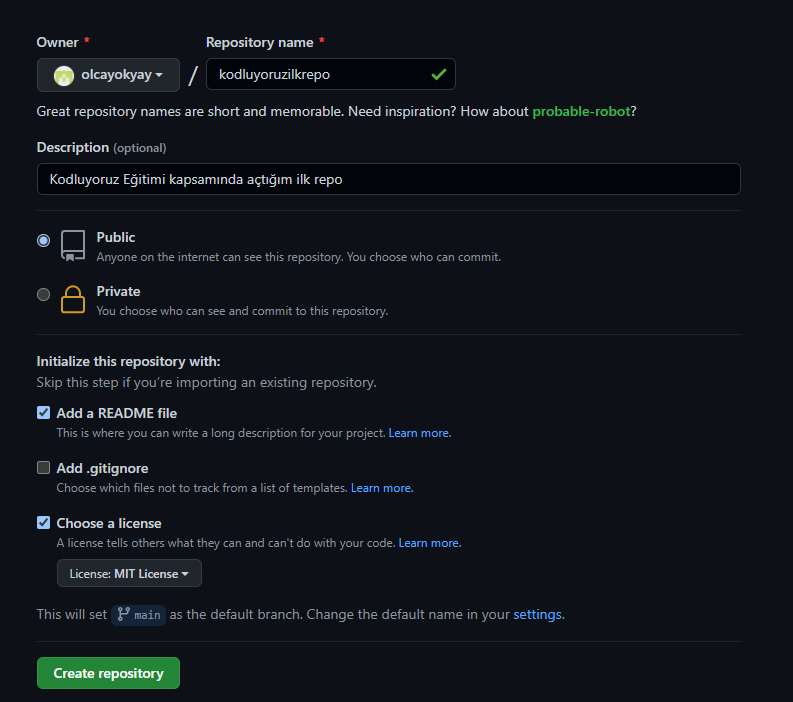 Owner * Repository name *
olcayokyay / kodluyoruzilkrepo
Great repository names are short and memorable. Need inspiration? How about probable-robot?
Description (optional)
Kodluyoruz Eğitimi kapsamında açtığım ilk repo
Public
Anyone on the internet can see this repository. You choose who can commit.
Private
You choose who can see and commit to this repository.
Initialize this repository with:
Skip this step if you're importing an existing repository.
Add a README file
This is where you can write a long description for your project. Learn more.
Add .gitignore
Choose which files not to track from a list of templates. Learn more.
Choose a license
A license tells others what they can and can't do with your code. Learn more.
License: MIT License
This will set main as the default branch. Change the default name in your settings.
Create repository